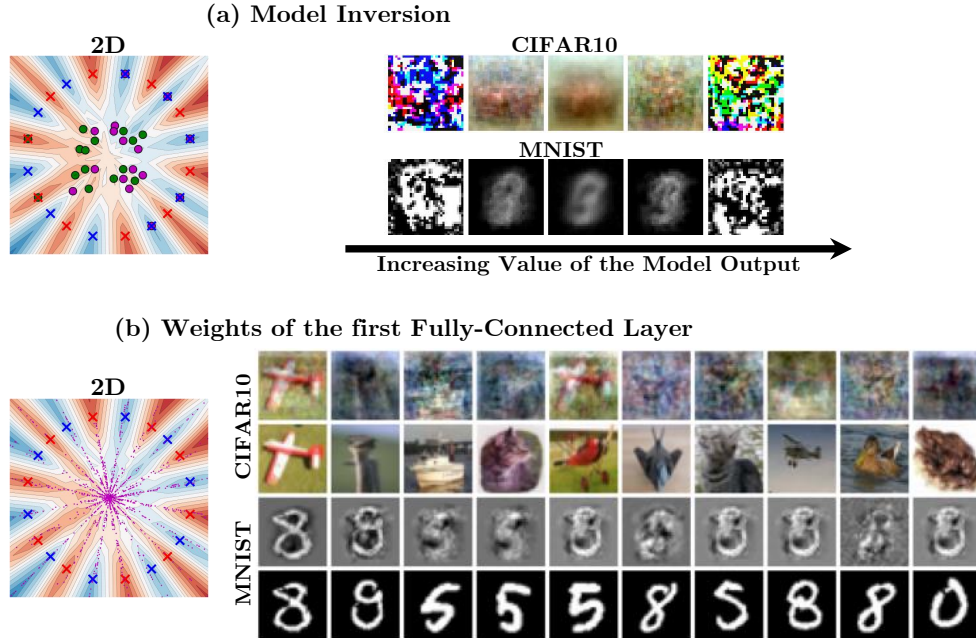 (a) Model Inversion
2D
CIFAR10
MNIST
Increasing Value of the Model Output
(b) Weights of the first Fully-Connected Layer
2D
CIFAR10
MNIST